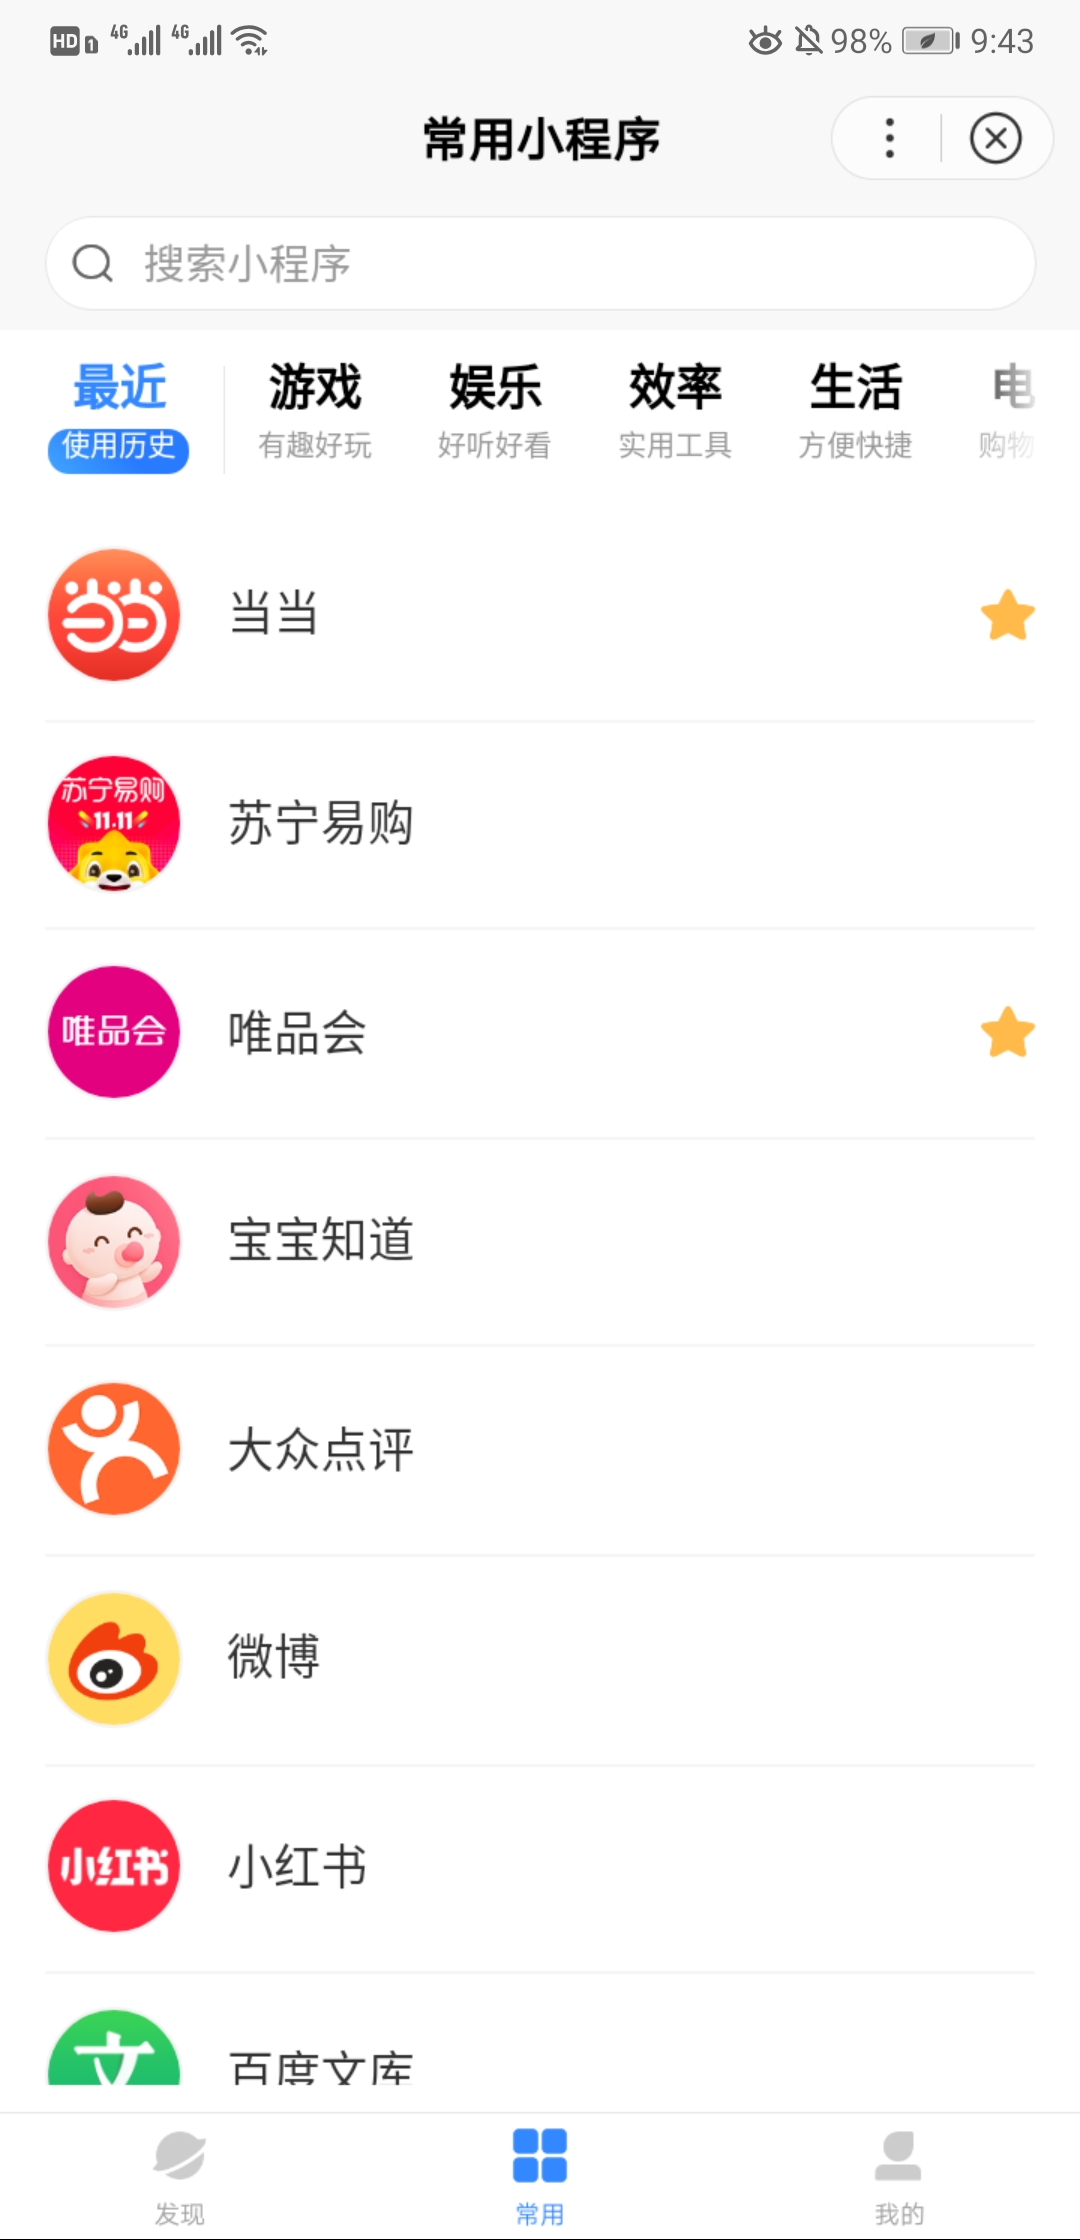 HD 1 4G 4G 98% 9:43
常用小程序
搜索小程序
最近 游戏 娱乐 效率 生活 电
使用历史 有趣好玩 好听好看 实用工具 方便快捷 购物
当当
当当
苏宁易购
11.11
苏宁易购
唯品会
唯品会
宝宝知道
大众点评
微博
小红书
小红书
文
百度文库
发现 常用 我的